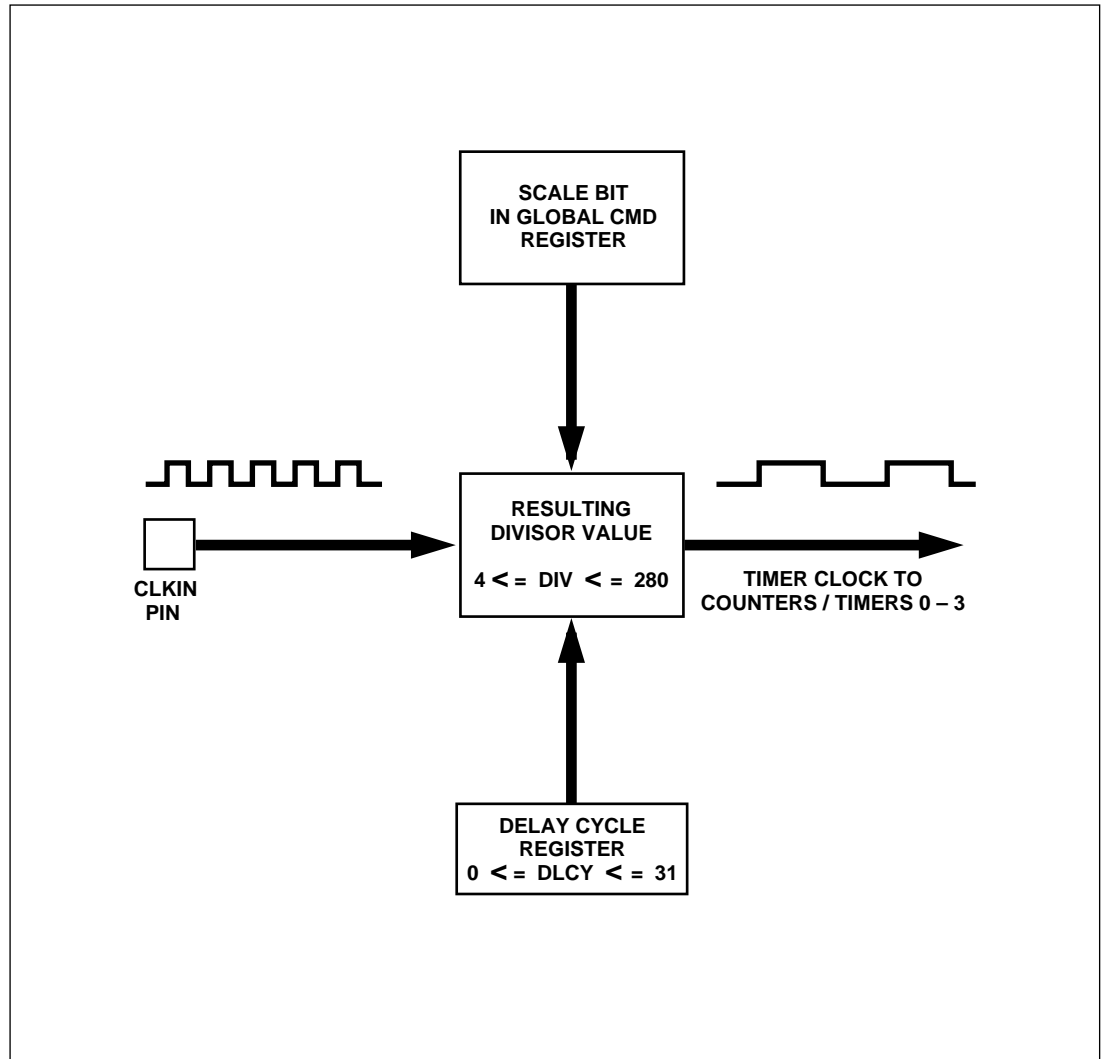 SCALE BIT
IN GLOBAL CMD
REGISTER
RESULTING
DIVISOR VALUE
4 < = DIV < = 280
CLKIN
PIN
TIMER CLOCK TO
COUNTERS / TIMERS 0 – 3
DELAY CYCLE
REGISTER
0 < = DLCY < = 31